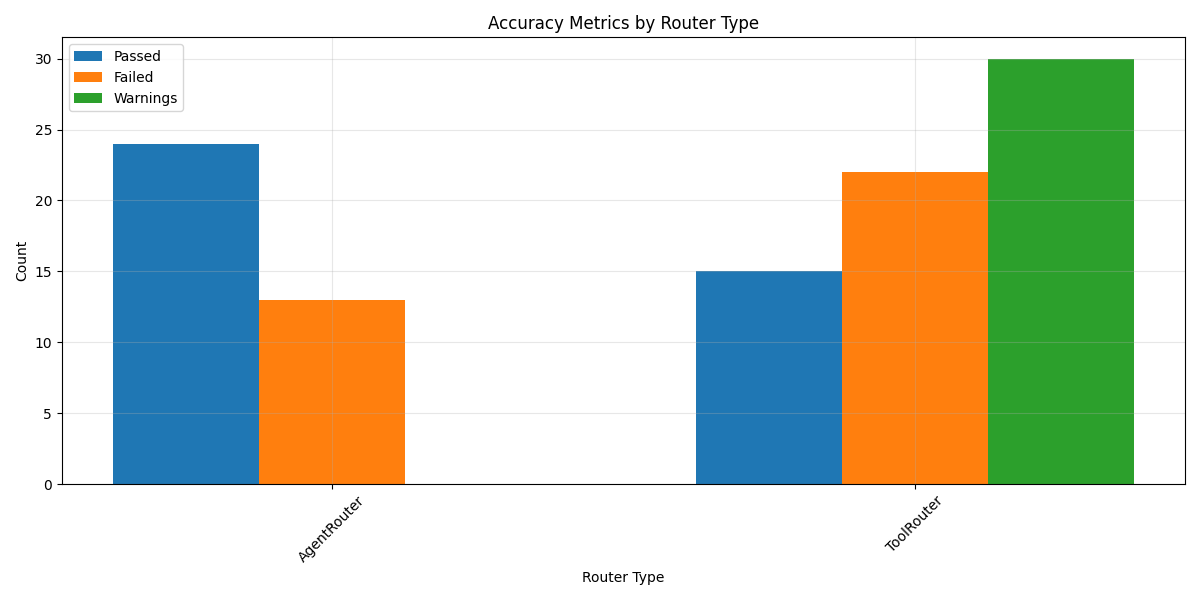 Accuracy Metrics by Router Type
Passed
Failed
Warnings
30
25
20
15
10
5
0
Count
AgentRouter
ToolRouter
Router Type